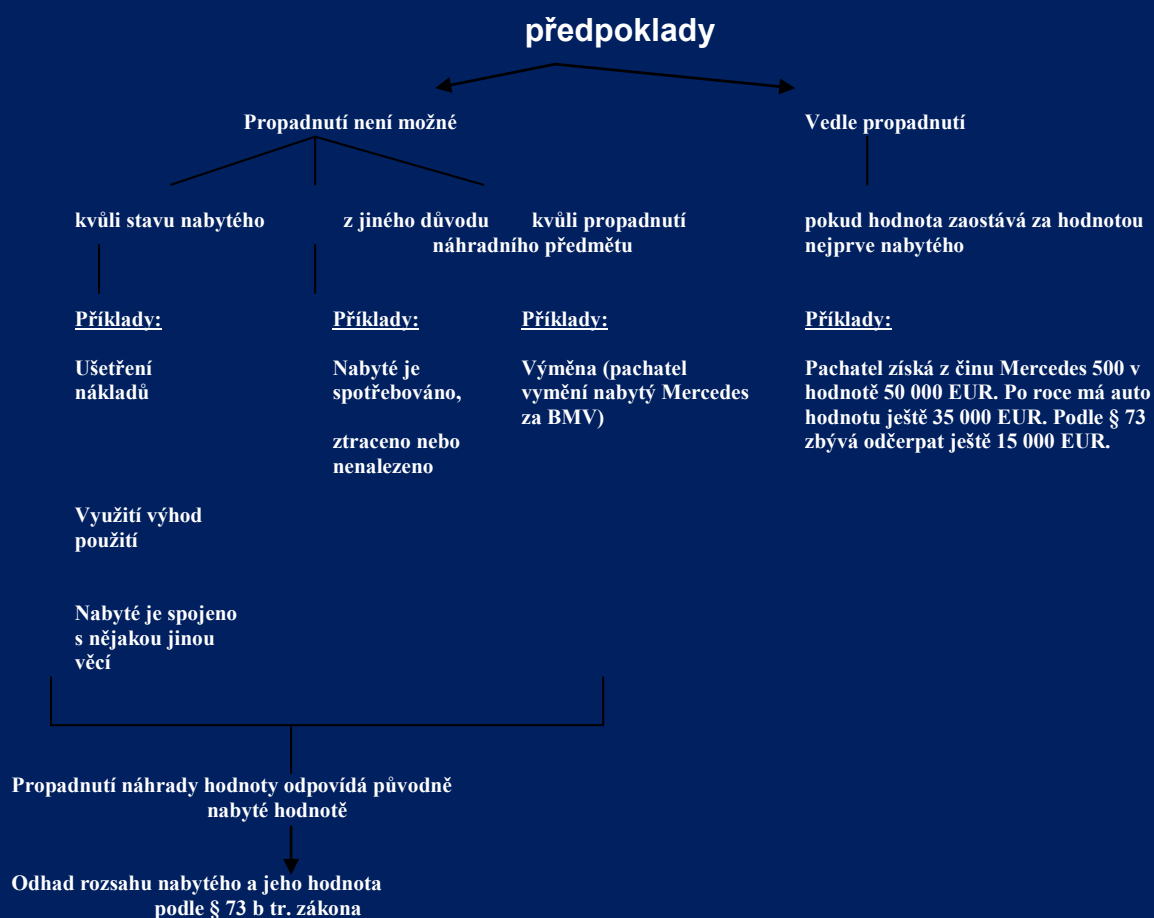 předpoklady
Propadnutí není možné
Vedle propadnutí
kvůli stavu nabytého
z jiného důvodu
kvůli propadnutí
náhradního předmětu
pokud hodnota zaostává za hodnotou
nejprve nabytého
Příklady:
Ušetření
nákladů
Využití výhod
použití
Nabyté je spojeno
s nějakou jinou
věcí
Příklady:
Nabyté je
spotřebováno,
ztraceno nebo
nenalezeno
Příklady:
Výměna (pachatel
vymění nabytý Mercedes
za BMV)
Příklady:
Pachatel získá z činu Mercedes 500 v
hodnotě 50 000 EUR. Po roce má auto
hodnotu ještě 35 000 EUR. Podle § 73
zbývá odčerpat ještě 15 000 EUR.
Propadnutí náhrady hodnoty odpovídá původně
nabyté hodnotě
Odhad rozsahu nabytého a jeho hodnota
podle § 73 b tr. zákona